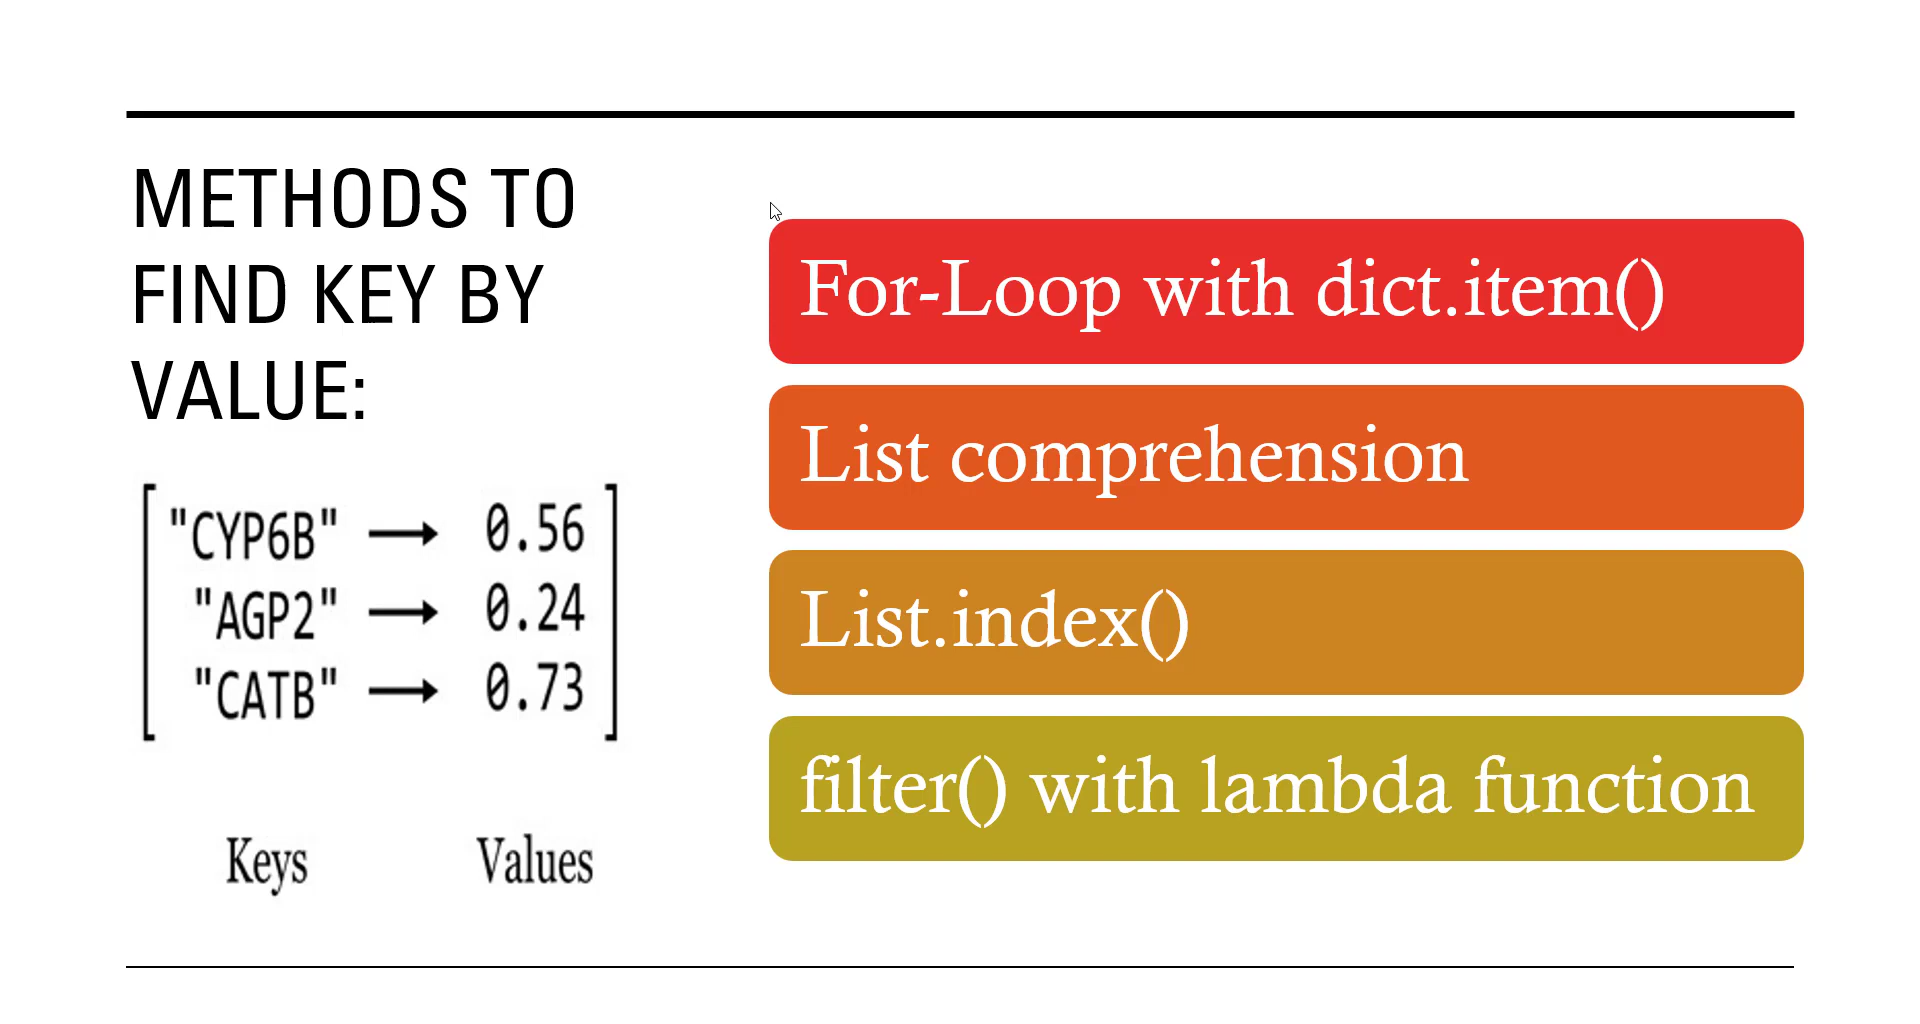 METHODS TO
FIND KEY BY
VALUE:
"CYP6B" → 0.56
"AGP2" → 0.24
"CATB" → 0.73
Keys Values
For-Loop with dict.item()
List comprehension
List.index()
filter() with lambda function